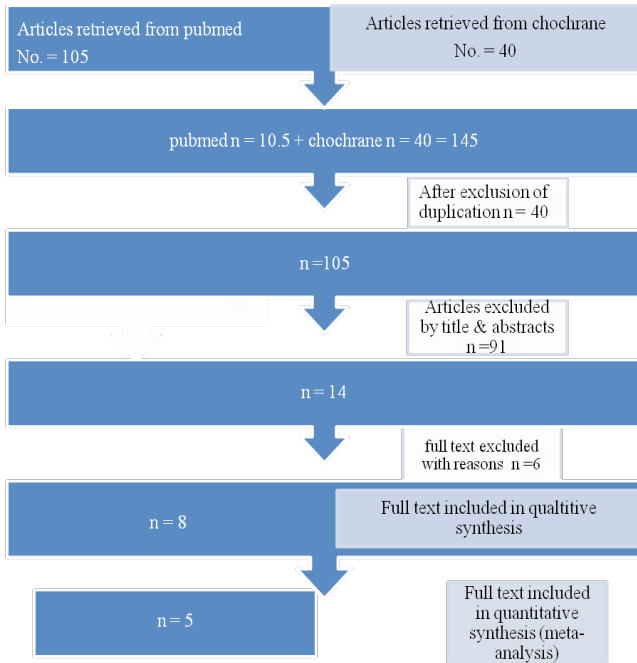 Articles retrieved from pubmed
No. = 105
Articles retrieved from chochrane
No. = 40
pubmed n = 10.5 + chochrane n = 40 = 145
After exclusion of
duplication n = 40
n =105
Articles excluded
by title & abstracts
n =91
n = 14
full text excluded
with reasons n =6
n = 8
Full text included in qualtitive
synthesis
n = 5
Full text included
in quantitative
synthesis (meta-
analysis)